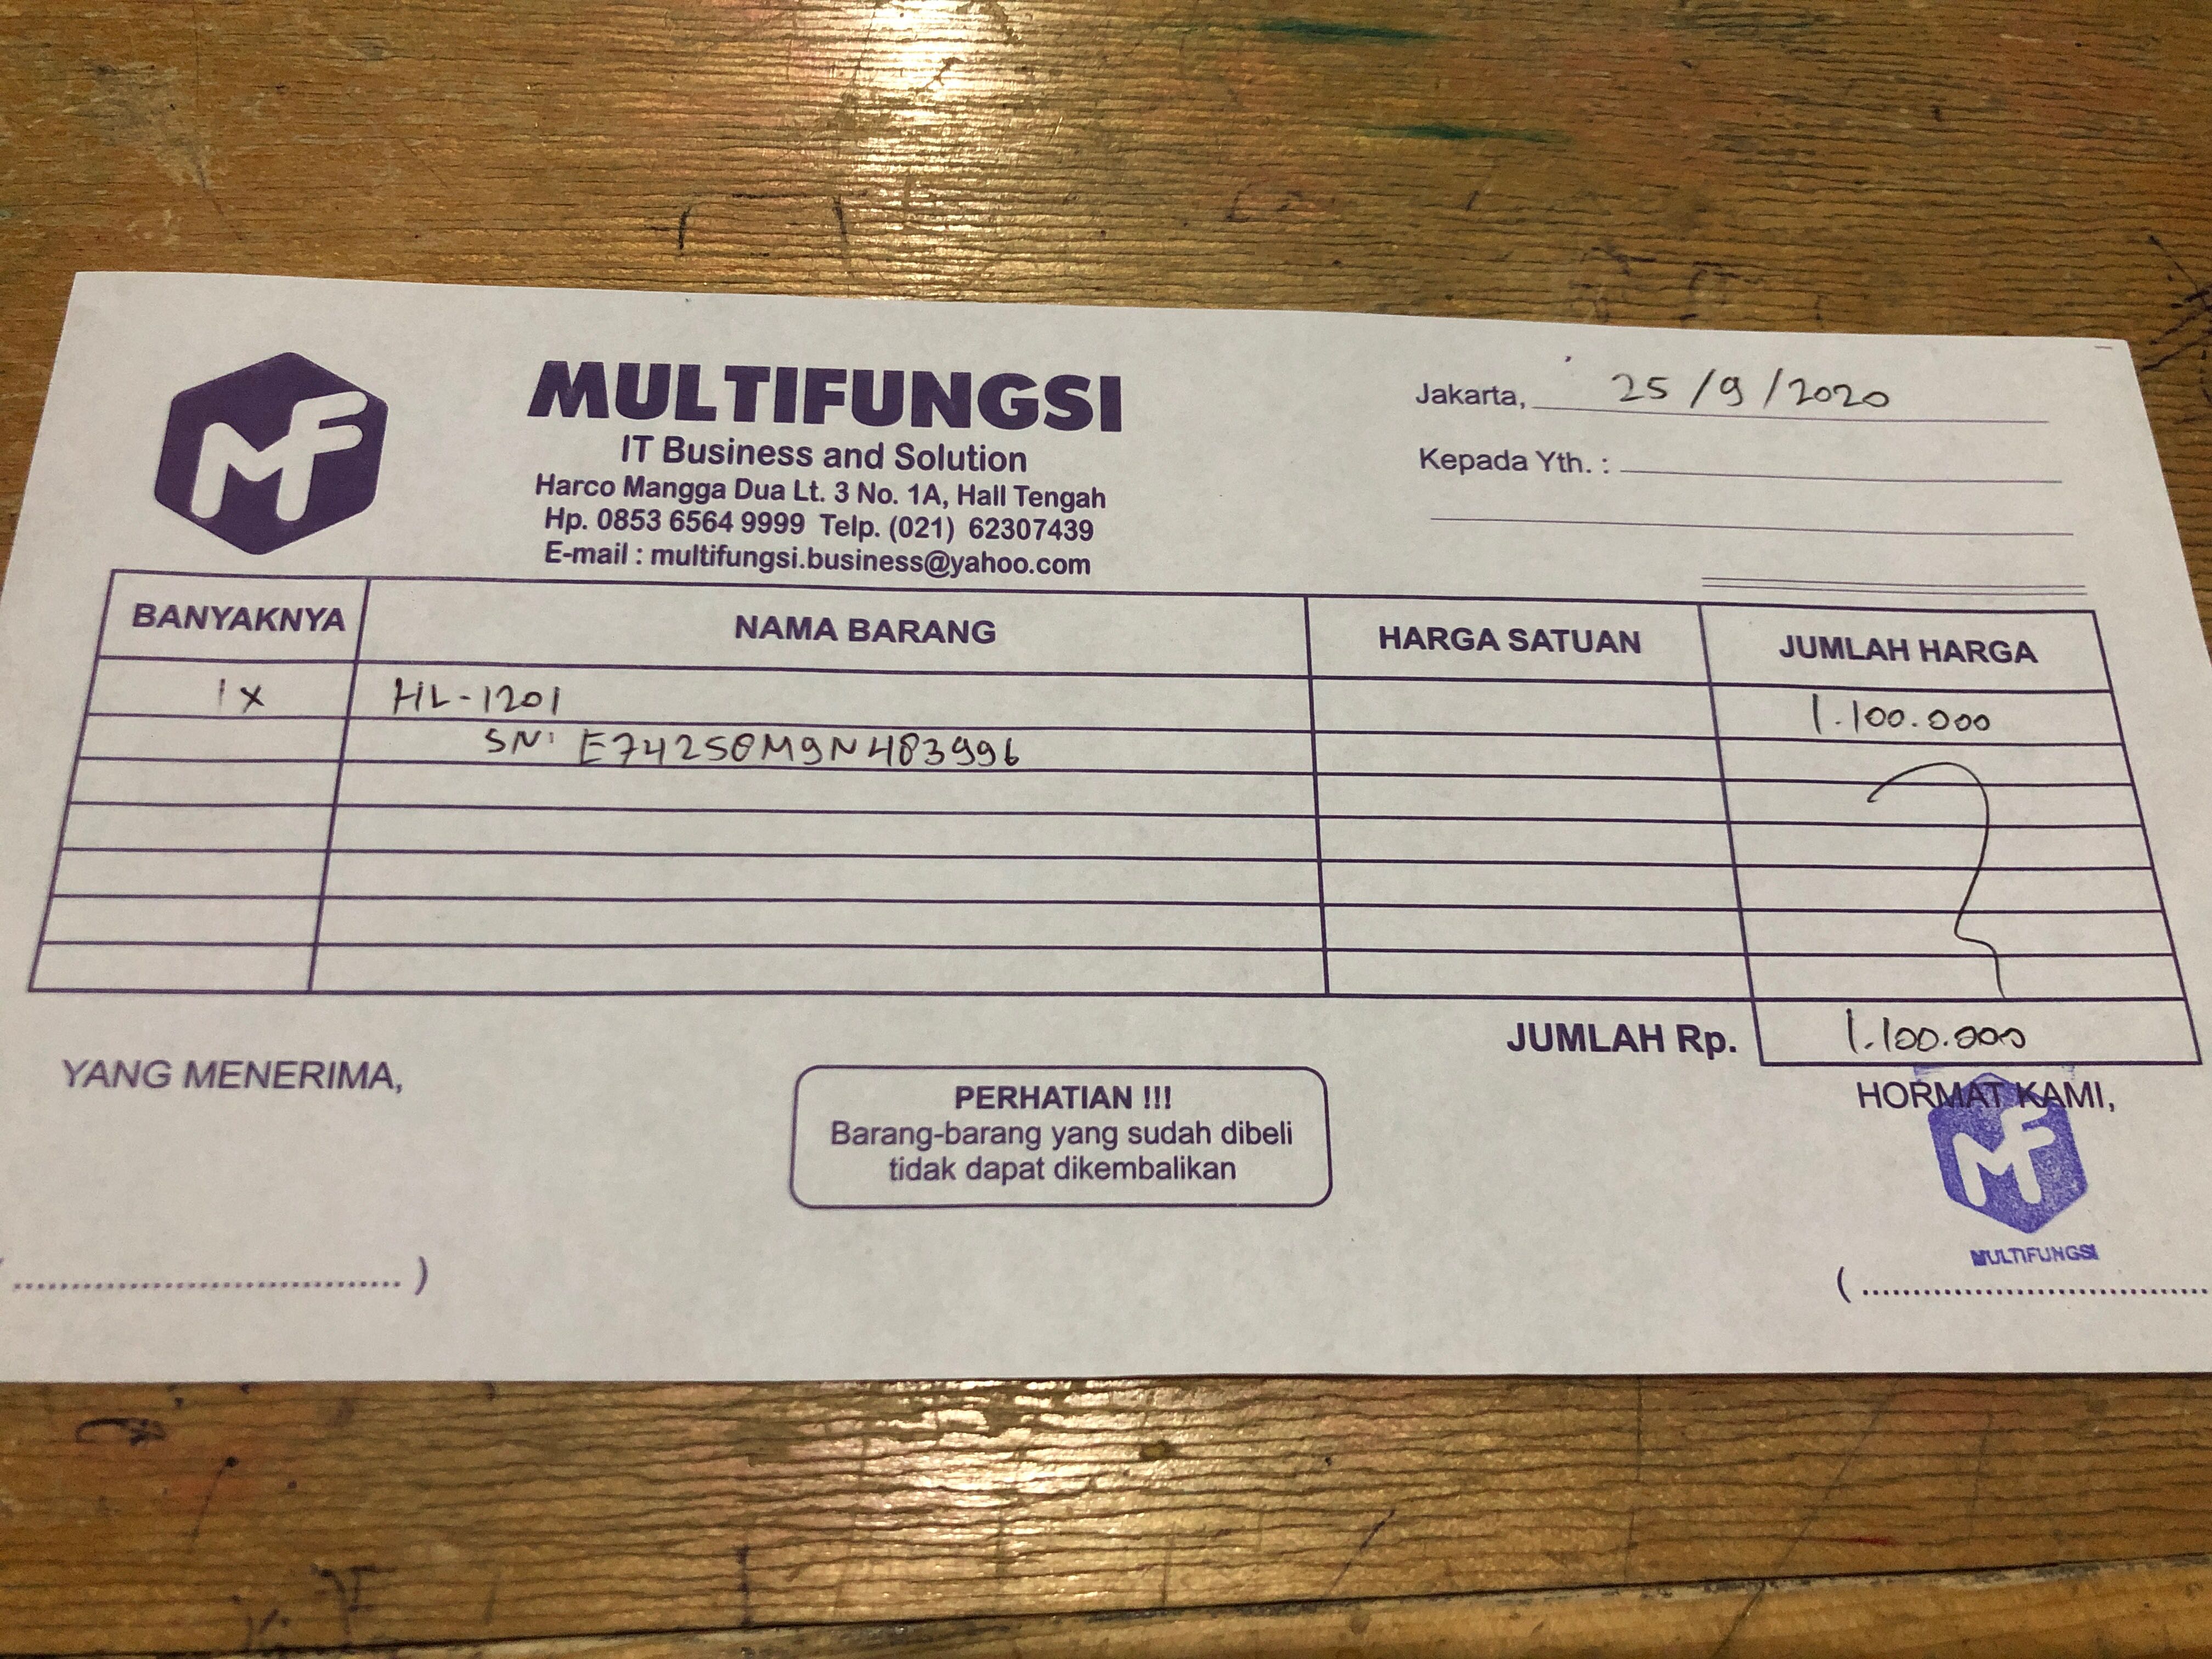 MF
MULTIFUNGSI
IT Business and Solution
Harco Mangga Dua Lt. 3 No. 1A, Hall Tengah
Hp. 0853 6564 9999 Telp. (021) 62307439
E-mail : multifungsi.business@yahoo.com
Jakarta, 25/9/2020
Kepada Yth. :
BANYAKNYA NAMA BARANG HARGA SATUAN JUMLAH HARGA
1 X HL-1201 1.100.000
SN: E74250M9N483996
JUMLAH Rp. 1.100.000
YANG MENERIMA,
PERHATIAN !!!
Barang-barang yang sudah dibeli
tidak dapat dikembalikan
HORMAT KAMI,
MF
MULTIFUNGSI